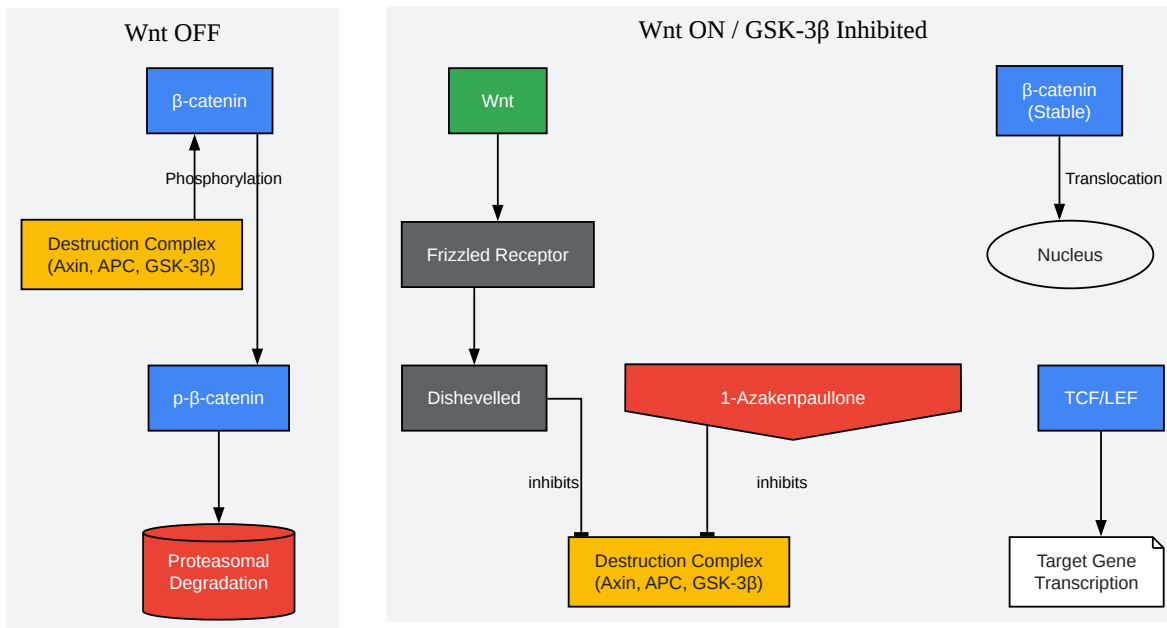 Wnt OFF
β-catenin
Phosphorylation
Destruction Complex
(Axin, APC, GSK-3β)
p-β-catenin
Proteasomal
Degradation
Wnt ON / GSK-3β Inhibited
Wnt
Frizzled Receptor
Dishevelled
inhibits
1-Azakenpaullone
inhibits
Destruction Complex
(Axin, APC, GSK-3β)
β-catenin
(Stable)
Translocation
Nucleus
TCF/LEF
Target Gene
Transcription